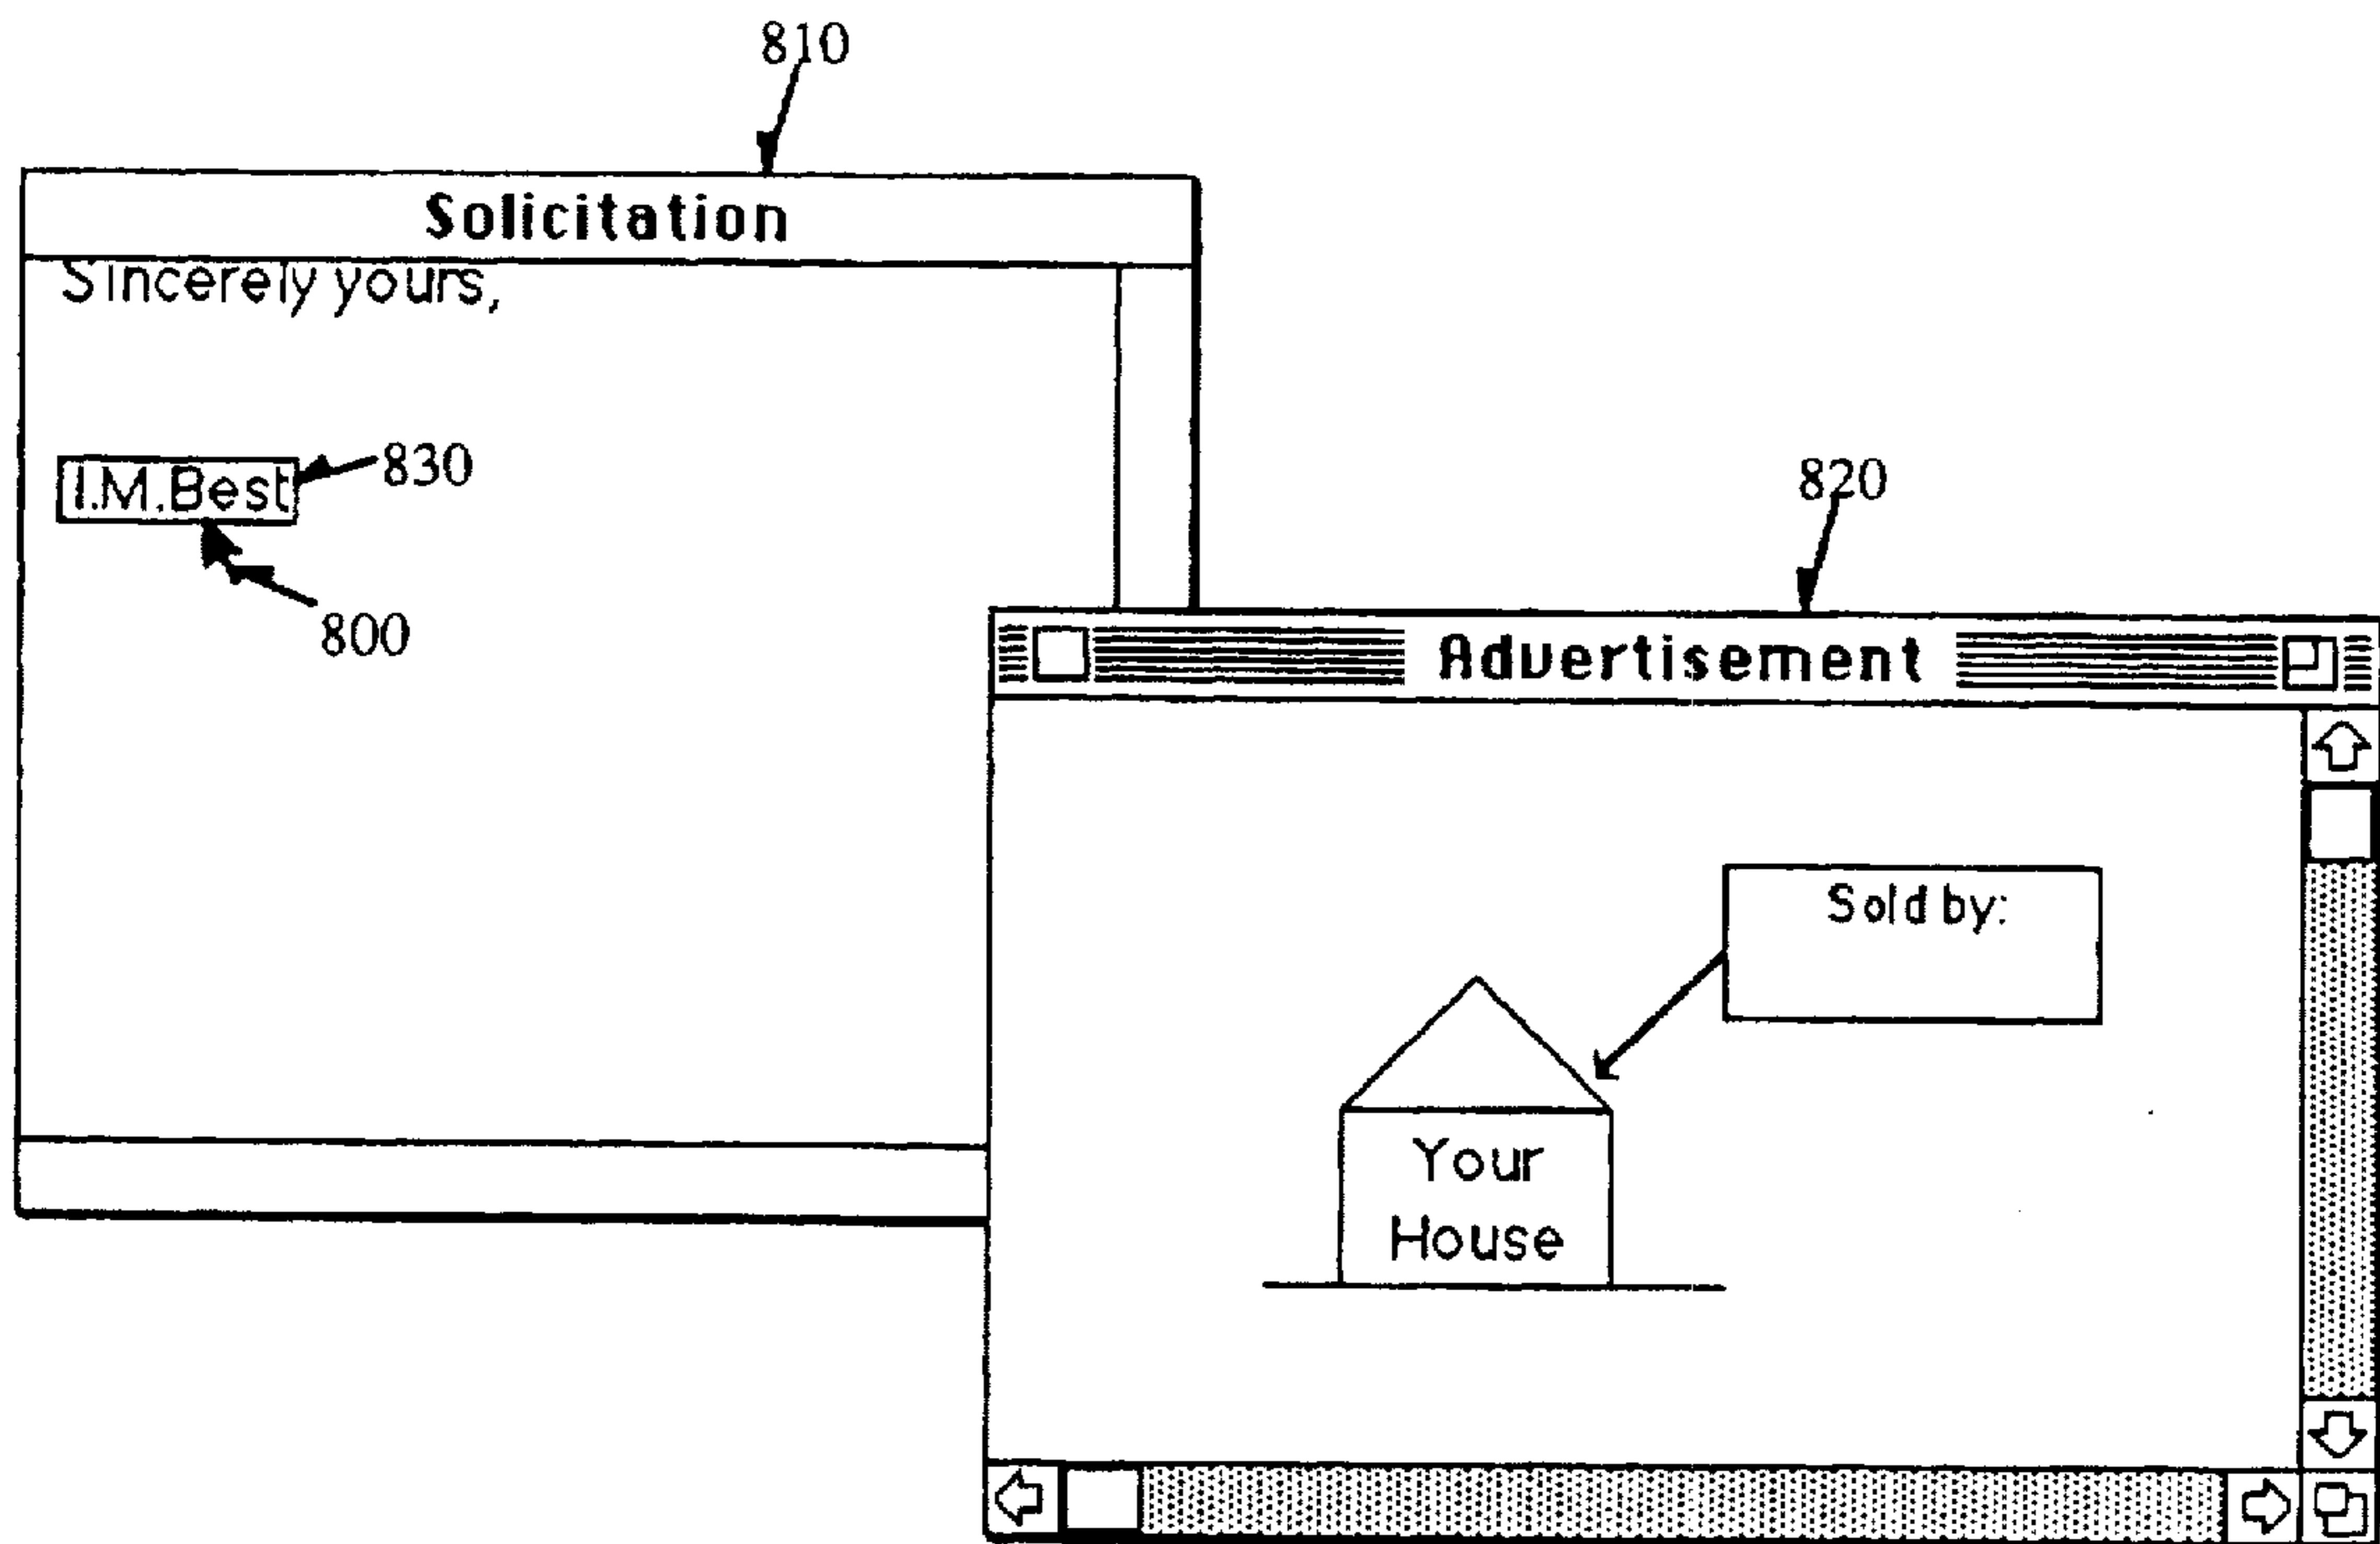 810
Solicitation
Sincerely yours,
I.M.Best
830
800
820
Advertisement
Sold by:
Your
House